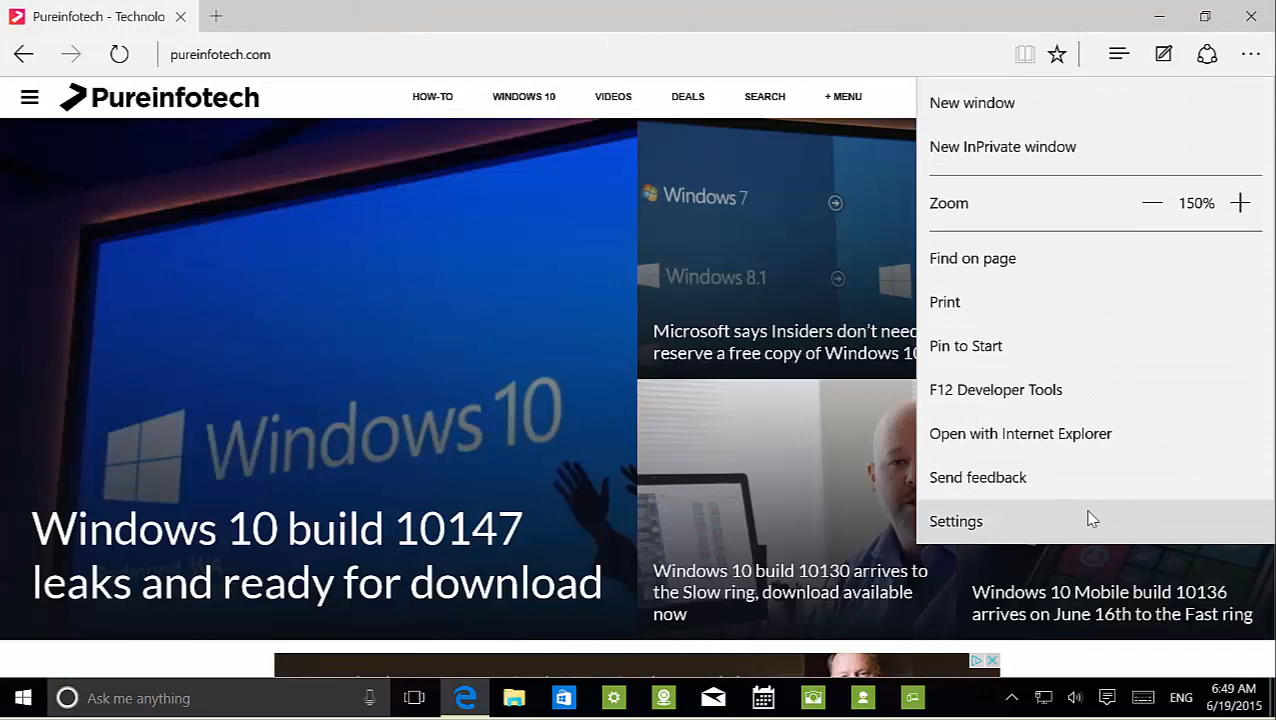 Pureinfotech - Technolo
pureinfotech.com
Pureinfotech
HOW-TO
WINDOWS 10
VIDEOS
DEALS
SEARCH
+ MENU
New window
New InPrivate window
Zoom
150%
Find on page
Print
Pin to Start
F12 Developer Tools
Open with Internet Explorer
Send feedback
Settings
Windows 7
Windows 8.1
Microsoft says Insiders don't need
reserve a free copy of Windows 10
Windows 10
Windows 10 build 10147
leaks and ready for download
Windows 10 build 10130 arrives to
the Slow ring, download available
now
Windows 10 Mobile build 10136
arrives on June 16th to the Fast ring
Ask me anything
ENG
6:49 AM
6/19/2015